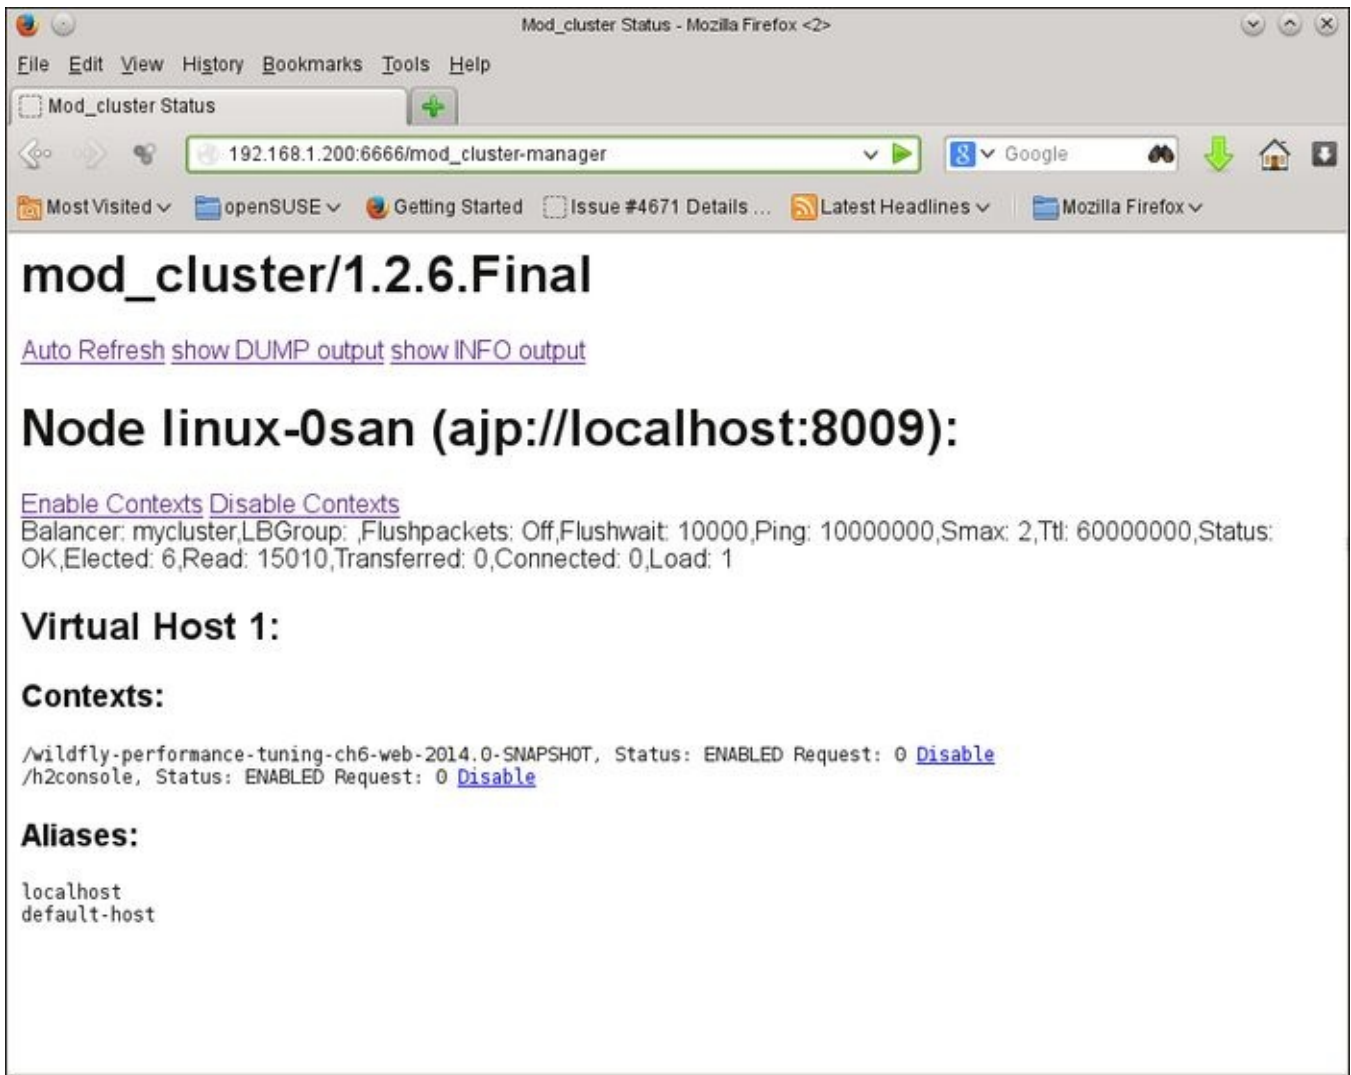 Mod_cluster Status - Mozilla Firefox <2>
File Edit View History Bookmarks Tools Help
Mod_cluster Status
192.168.1.200:6666/mod_cluster-manager
8 Google
Most Visited openSUSE Getting Started Issue #4671 Details ... Latest Headlines Mozilla Firefox
mod_cluster/1.2.6.Final
Auto Refresh show DUMP output show INFO output
Node linux-0san (ajp://localhost:8009):
Enable Contexts Disable Contexts
Balancer: mycluster,LBGroup: ,Flushpackets: Off,Flushwait: 10000,Ping: 10000000,Smax: 2,Ttl: 60000000,Status:
OK,Elected: 6,Read: 15010,Transferred: 0,Connected: 0,Load: 1
Virtual Host 1:
Contexts:
/wildfly-performance-tuning-ch6-web-2014.0-SNAPSHOT, Status: ENABLED Request: 0 Disable
/h2console, Status: ENABLED Request: 0 Disable
Aliases:
localhost
default-host